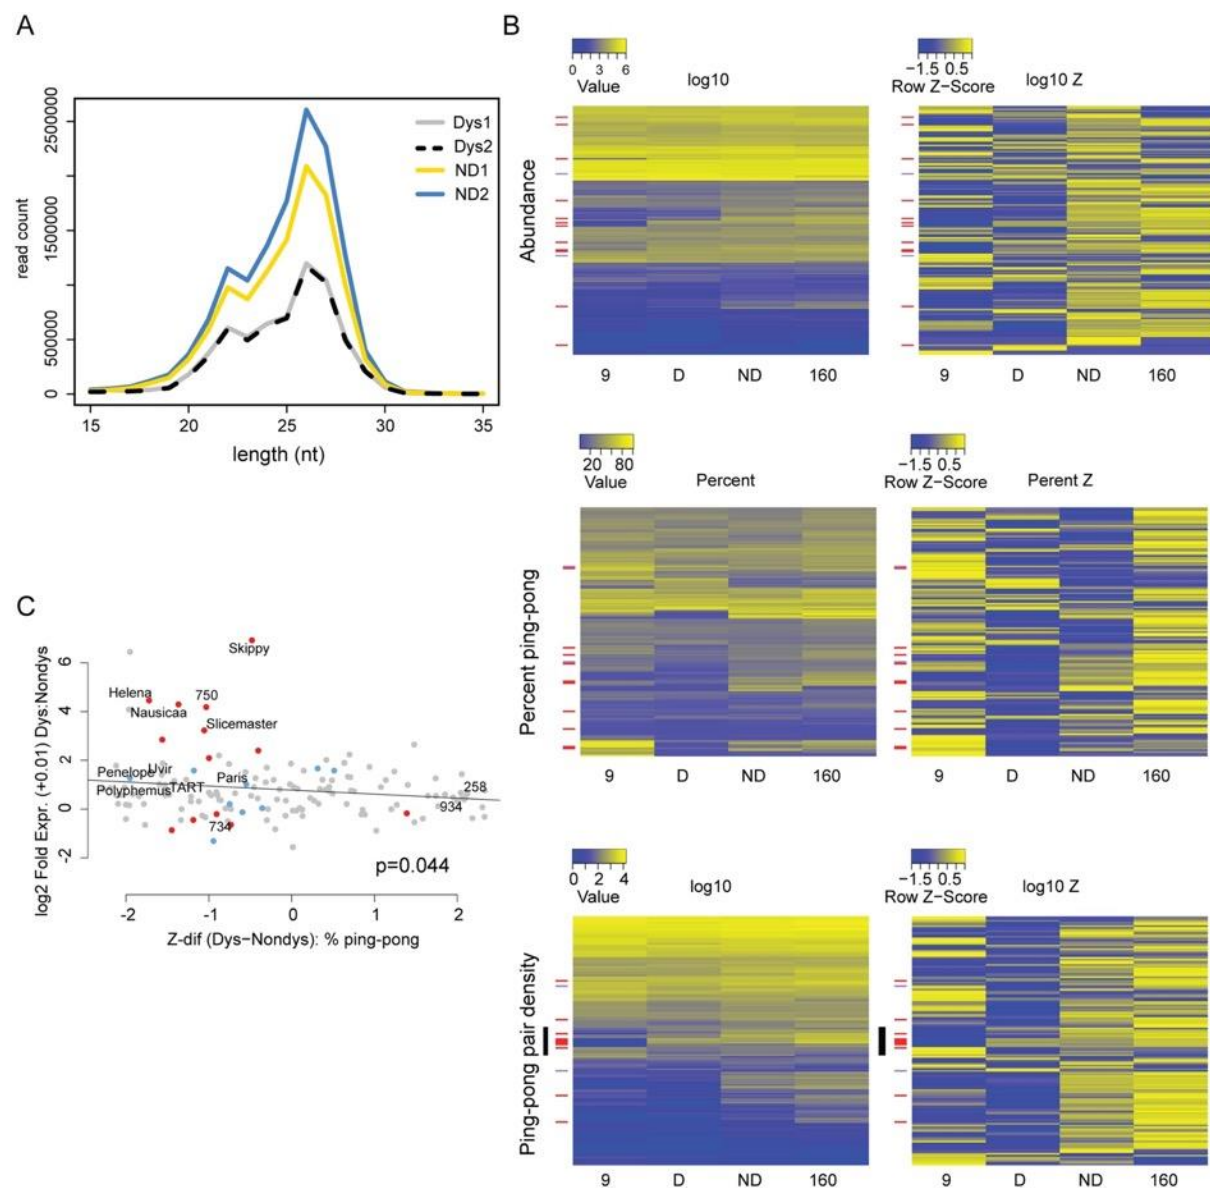 A
2500000
1500000
500000
0
read count
Dys1
Dys2
ND1
ND2
15 20 25 30 35
length (nt)
B
0 3 6
Value
log10
−1.5 0.5
Row Z−Score
log10 Z
Abundance
9 D ND 160
9 D ND 160
20 80
Value
Percent
−1.5 0.5
Row Z−Score
Perent Z
Percent ping-pong
9 D ND 160
9 D ND 160
0 2 4
Value
log10
−1.5 0.5
Row Z−Score
log10 Z
Ping-pong pair density
9 D ND 160
9 D ND 160
C
log2 Fold Expr. (+0.01) Dys:Nondys
6
4
2
0
-2
Skippy
Helena
750
Nausicaa
Slicemaster
Penelope
Uvir
Paris
Polyphemus
TART
258
934
734
p=0.044
-2 -1 0 1 2
Z-dif (Dys−Nondys): % ping-pong